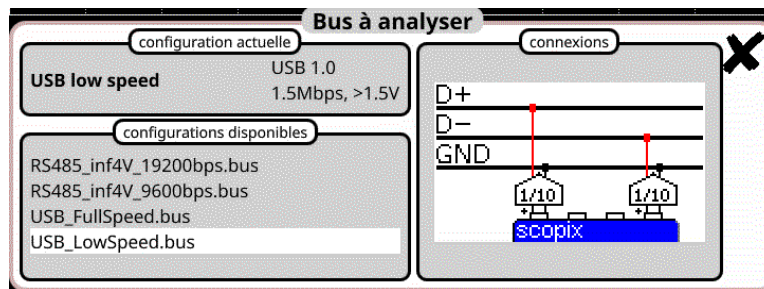 Bus à analyser
configuration actuelle
USB low speed
USB 1.0
1.5Mbps, >1.5V
configurations disponibles
RS485_inf4V_19200bps.bus
RS485_inf4V_9600bps.bus
USB_FullSpeed.bus
USB_LowSpeed.bus
connexions
D+
D−
GND
1/10
1/10
scopix